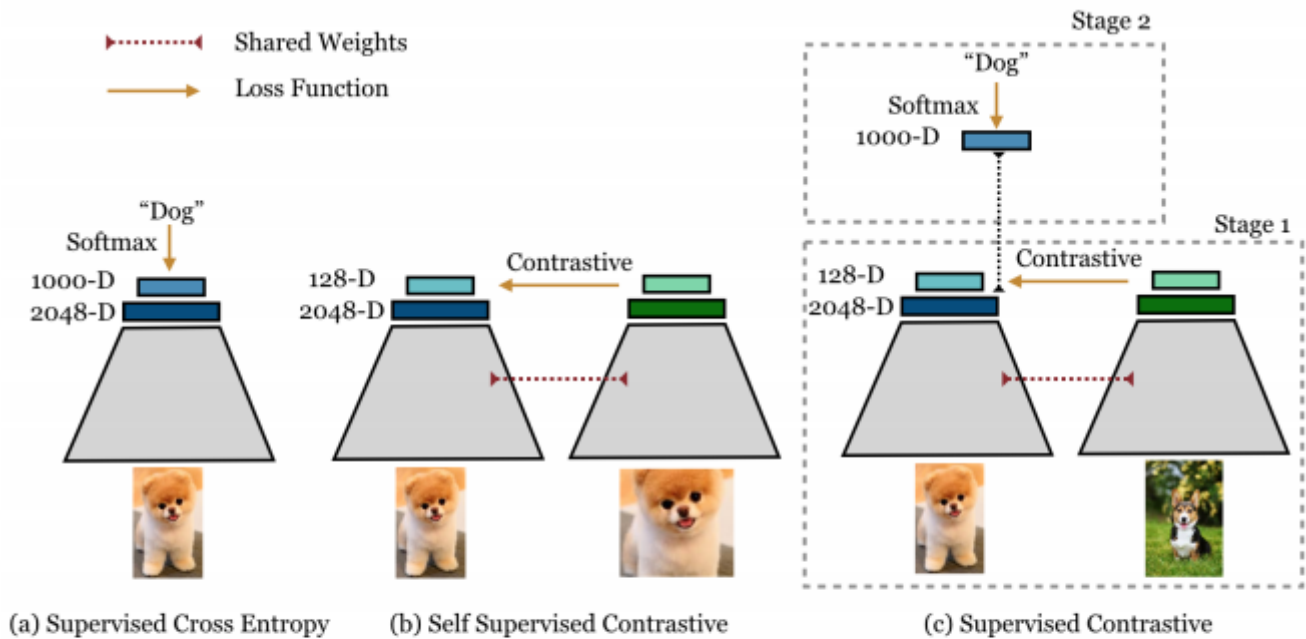 Shared Weights
Loss Function
Stage 2
“Dog”
Softmax
1000-D
“Dog”
Softmax
1000-D
2048-D
Contrastive
128-D
2048-D
Stage 1
Contrastive
128-D
2048-D
(a) Supervised Cross Entropy
(b) Self Supervised Contrastive
(c) Supervised Contrastive